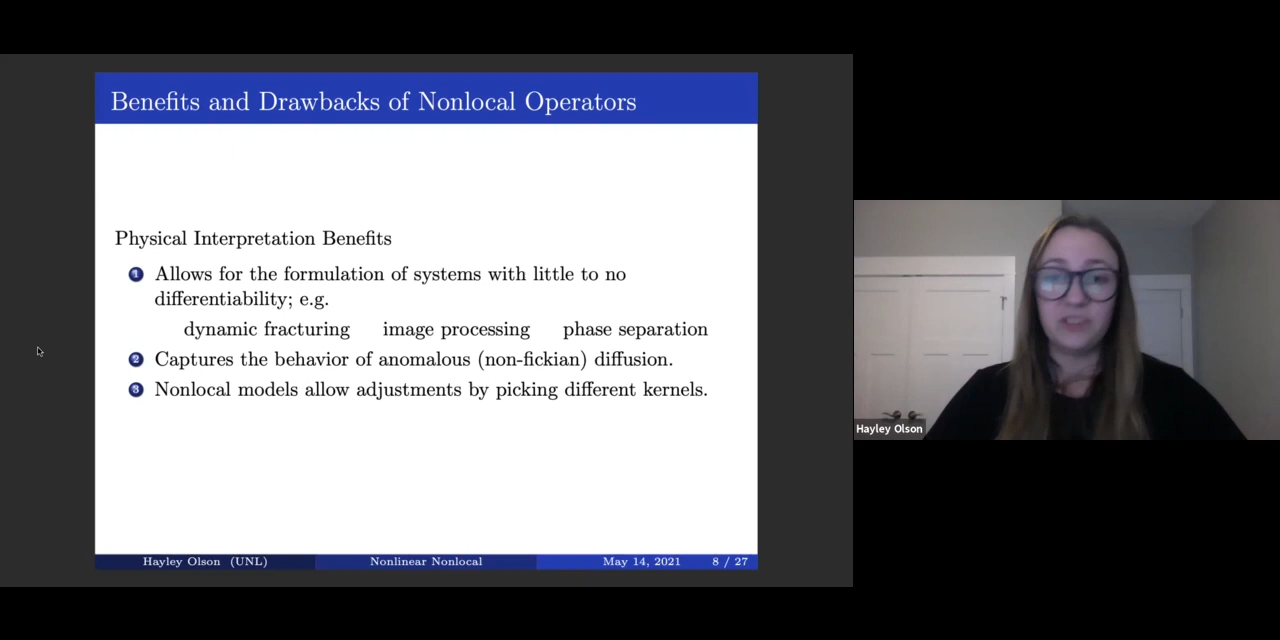 Benefits and Drawbacks of Nonlocal Operators
Physical Interpretation Benefits
1 Allows for the formulation of systems with little to no
differentiability; e.g.
dynamic fracturing image processing phase separation
2 Captures the behavior of anomalous (non-fickian) diffusion.
3 Nonlocal models allow adjustments by picking different kernels.
Hayley Olson (UNL) Nonlinear Nonlocal May 14, 2021 8 / 27
Hayley Olson